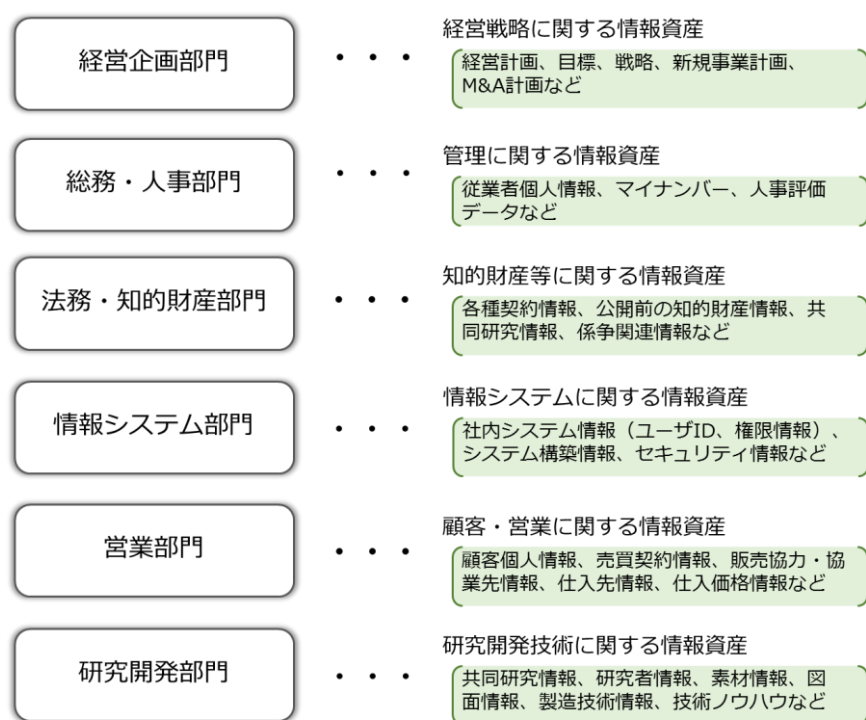 経営企画部門
・・・
経営戦略に関する情報資産
経営計画、目標、戦略、新規事業計画、
M&A計画など
総務・人事部門
・・・
管理に関する情報資産
従業者個人情報、マイナンバー、人事評価
データなど
法務・知的財産部門
・・・
知的財産等に関する情報資産
各種契約情報、公開前の知的財産情報、共
同研究情報、係争関連情報など
情報システム部門
・・・
情報システムに関する情報資産
社内システム情報（ユーザID、権限情報）、
システム構築情報、セキュリティ情報など
営業部門
・・・
顧客・営業に関する情報資産
顧客個人情報、売買契約情報、販売協力・協
業先情報、仕入先情報、仕入価格情報など
研究開発部門
・・・
研究開発技術に関する情報資産
共同研究情報、研究者情報、素材情報、図
面情報、製造技術情報、技術ノウハウなど